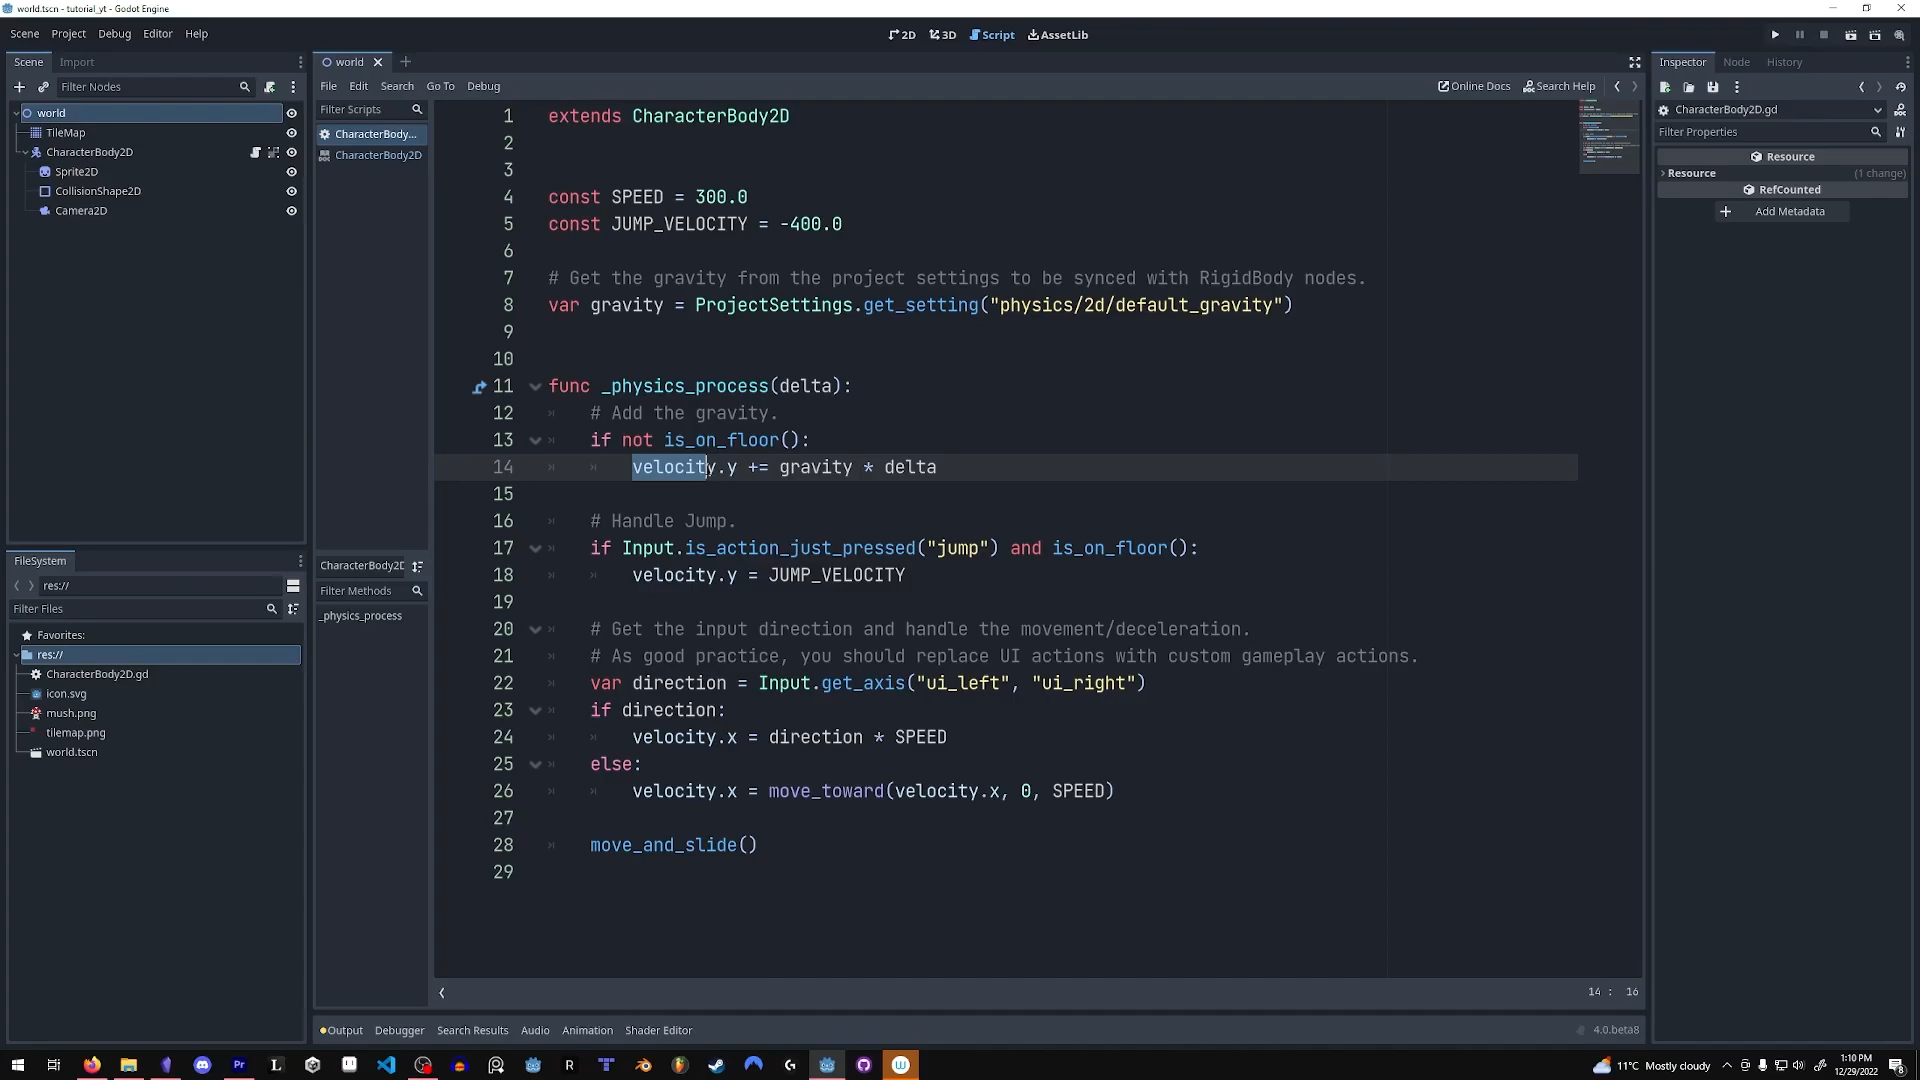 world.tscn - tutorial_yt - Godot Engine
Scene Project Debug Editor Help
2D 3D Script AssetLib
Scene Import
Filter Nodes
world
TileMap
CharacterBody2D
Sprite2D
CollisionShape2D
Camera2D
FileSystem
res://
Filter Files
Favorites:
res://
CharacterBody2D.gd
icon.svg
mush.png
tilemap.png
world.tscn
world
File Edit Search Go To Debug
Online Docs Search Help
Filter Scripts
CharacterBody...
CharacterBody2D
CharacterBody2D
Filter Methods
_physics_process
1 extends CharacterBody2D
2
3
4 const SPEED = 300.0
5 const JUMP_VELOCITY = -400.0
6
7 # Get the gravity from the project settings to be synced with RigidBody nodes.
8 var gravity = ProjectSettings.get_setting("physics/2d/default_gravity")
9
10
11 func _physics_process(delta):
12 # Add the gravity.
13 if not is_on_floor():
14 velocity.y += gravity * delta
15
16 # Handle Jump.
17 if Input.is_action_just_pressed("jump") and is_on_floor():
18 velocity.y = JUMP_VELOCITY
19
20 # Get the input direction and handle the movement/deceleration.
21 # As good practice, you should replace UI actions with custom gameplay actions.
22 var direction = Input.get_axis("ui_left", "ui_right")
23 if direction:
24 velocity.x = direction * SPEED
25 else:
26 velocity.x = move_toward(velocity.x, 0, SPEED)
27
28 move_and_slide()
29
14 : 16
Output Debugger Search Results Audio Animation Shader Editor
4.0.beta8
Inspector Node History
CharacterBody2D.gd
Filter Properties
Resource
Resource (1 change)
RefCounted
Add Metadata
11°C Mostly cloudy
1:10 PM
12/29/2022